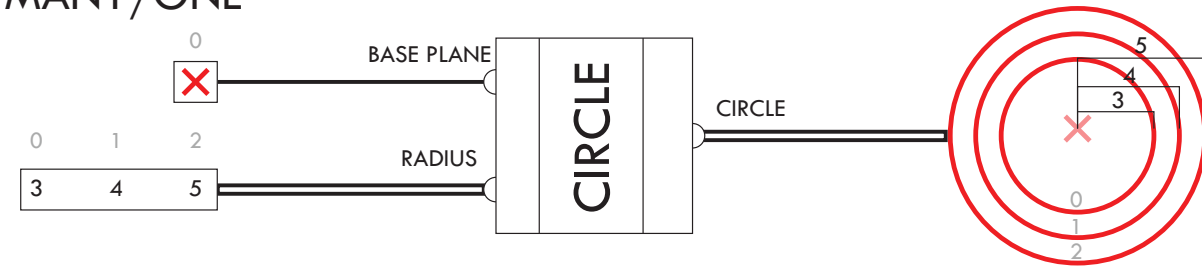 MANY/ONE
0
BASE PLANE
0 1 2
3 4 5
RADIUS
CIRCLE
CIRCLE
5
4
3
0
1
2